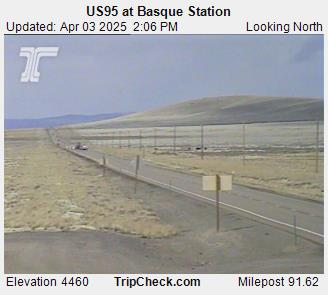 US95 at Basque Station
Updated: Apr 03 2025 2:06 PM Looking North
Elevation 4460 TripCheck.com Milepost 91.62